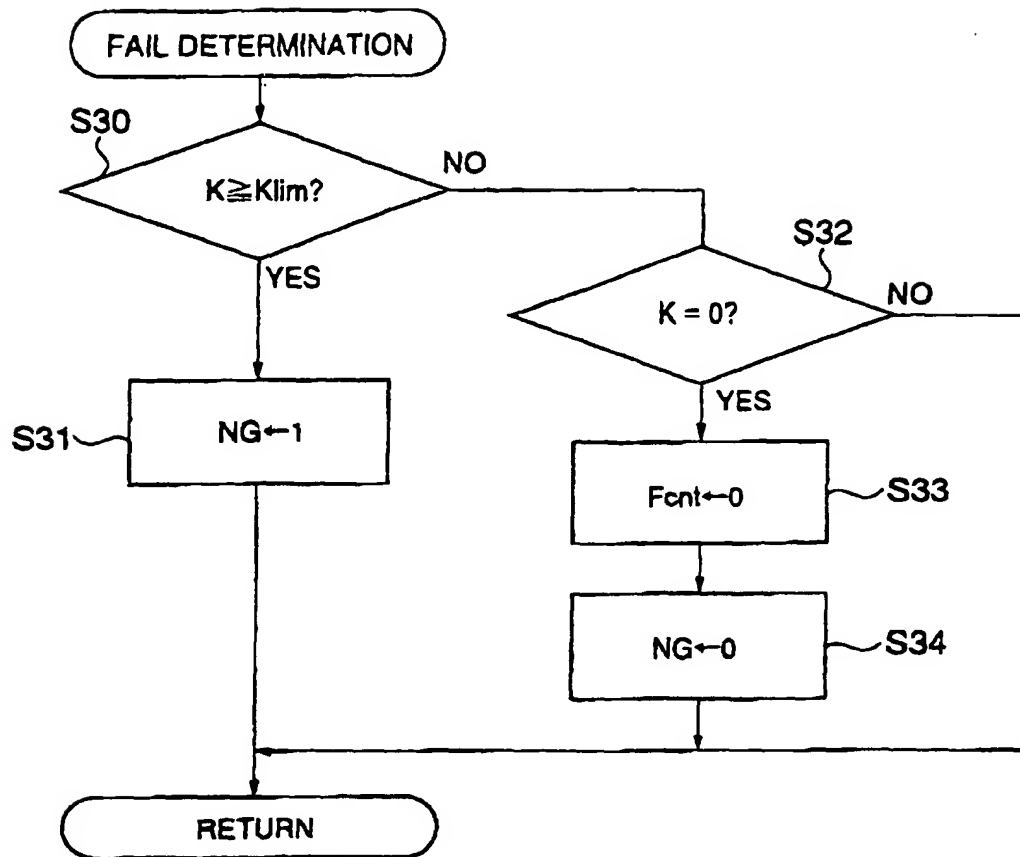 FAIL DETERMINATION
S30
K≧Klim?
NO
YES
S32
K = 0?
NO
YES
S31
NG←1
Fcnt←0
S33
NG←0
S34
RETURN